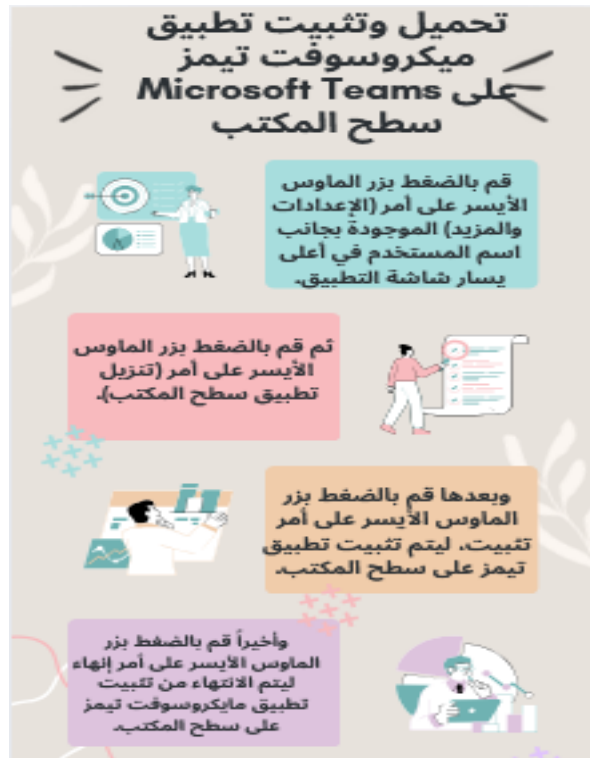 تحميل وتثبيت تطبيق
ميكروسوفت تيمز
Microsoft Teams على
سطح المكتب
قم بالضغط بزر الماوس
الأيسر على أمر (الإعدادات
والمزيد) الموجودة بجانب
اسم المستخدم في أعلى
يسار شاشة التطبيق.
ثم قم بالضغط بزر الماوس
الأيسر على أمر (تنزيل
تطبيق سطح المكتب).
وبعدها قم بالضغط بزر
الماوس الأيسر على أمر
تثبيت، ليتم تثبيت تطبيق
تيمز على سطح المكتب.
وأخيراً قم بالضغط بزر
الماوس الأيسر على أمر إنهاء
ليتم الانتهاء من تثبيت
تطبيق مايكروسوفت تيمز
على سطح المكتب.